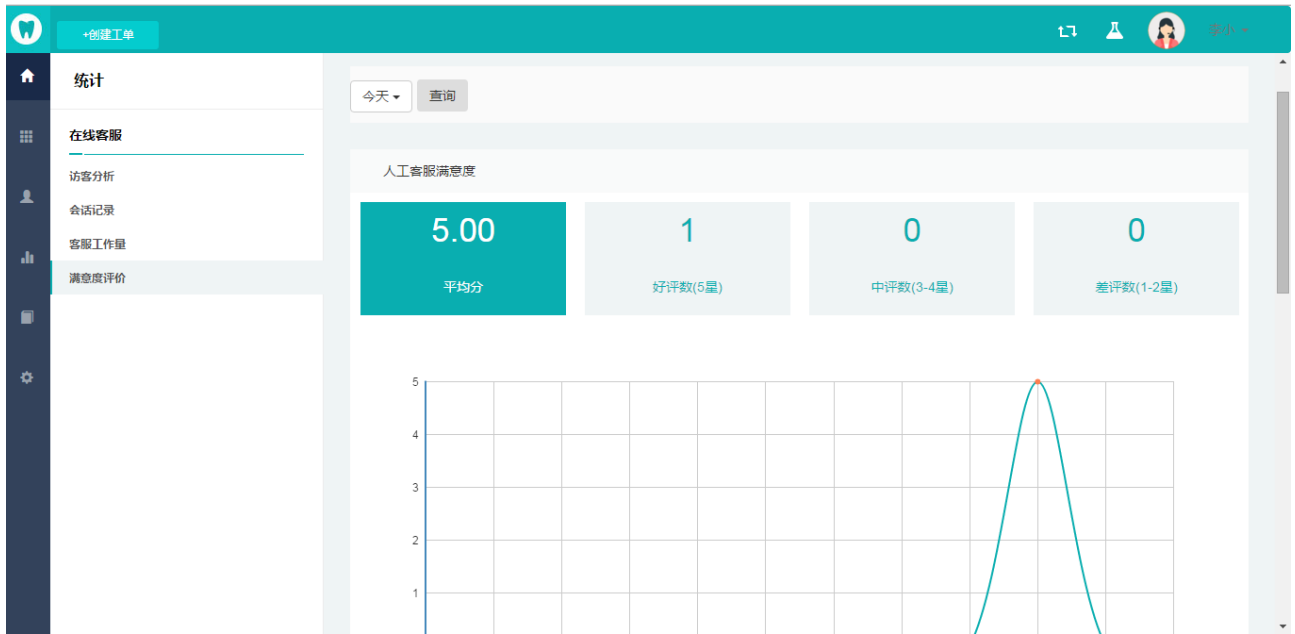 +创建工单
李小
统计
在线客服
访客分析
会话记录
客服工作量
满意度评价
今天
查询
人工客服满意度
5.00
平均分
1
好评数(5星)
0
中评数(3-4星)
0
差评数(1-2星)
5
4
3
2
1